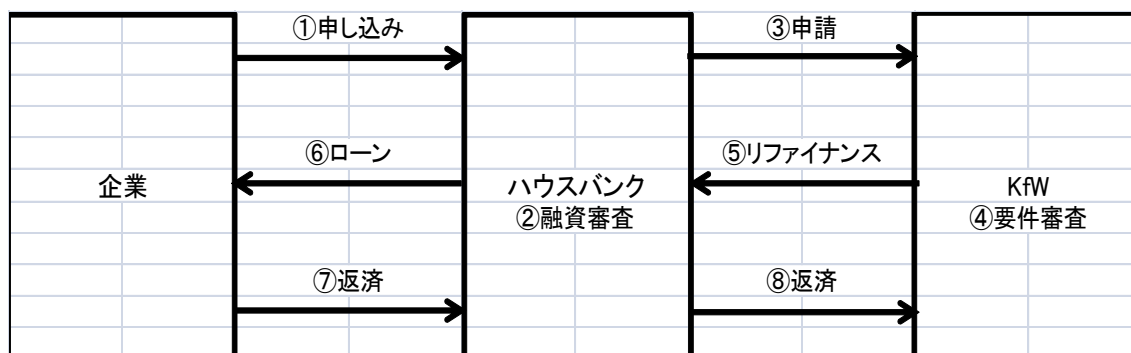 ①申し込み
③申請
⑥ローン
⑤リファイナンス
企業
ハウスバンク
②融資審査
KfW
④要件審査
⑦返済
⑧返済